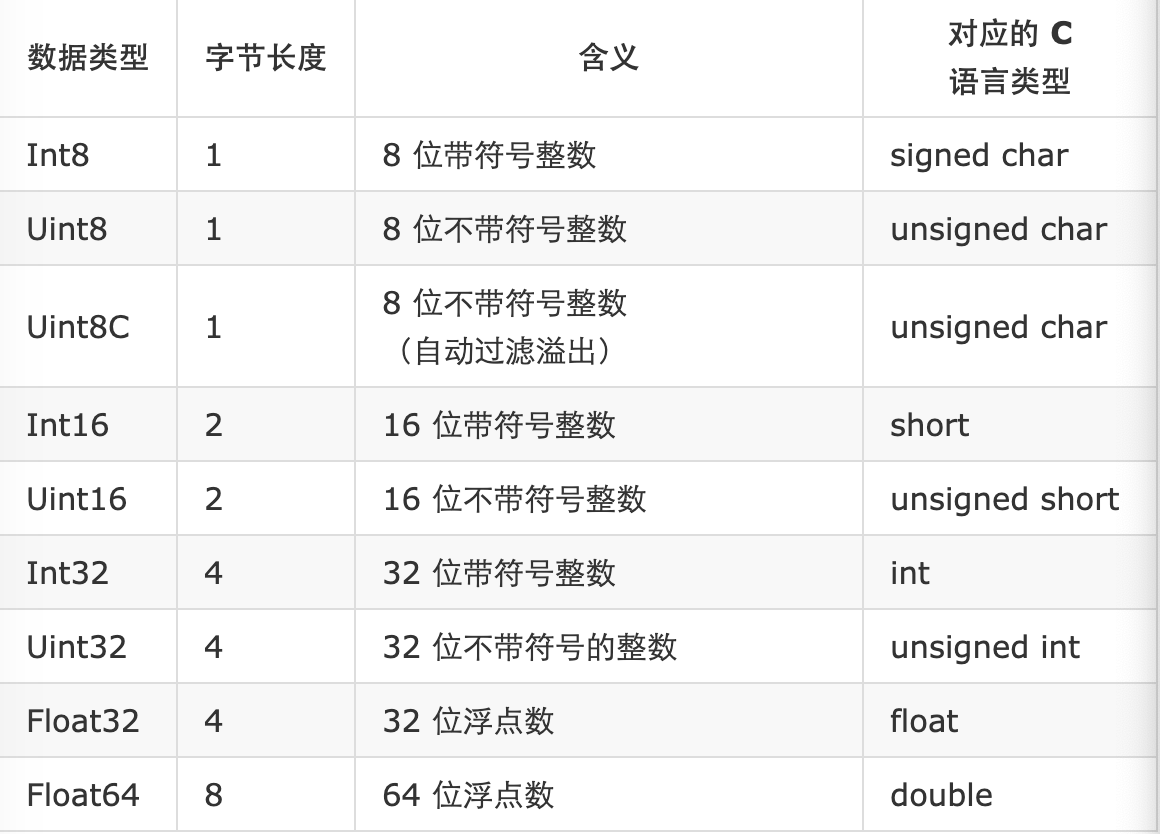 数据类型 字节长度 含义 对应的 C
语言类型
Int8 1 8 位带符号整数 signed char
Uint8 1 8 位不带符号整数 unsigned char
Uint8C 1 8 位不带符号整数 unsigned char
（自动过滤溢出）
Int16 2 16 位带符号整数 short
Uint16 2 16 位不带符号整数 unsigned short
Int32 4 32 位带符号整数 int
Uint32 4 32 位不带符号的整数 unsigned int
Float32 4 32 位浮点数 float
Float64 8 64 位浮点数 double